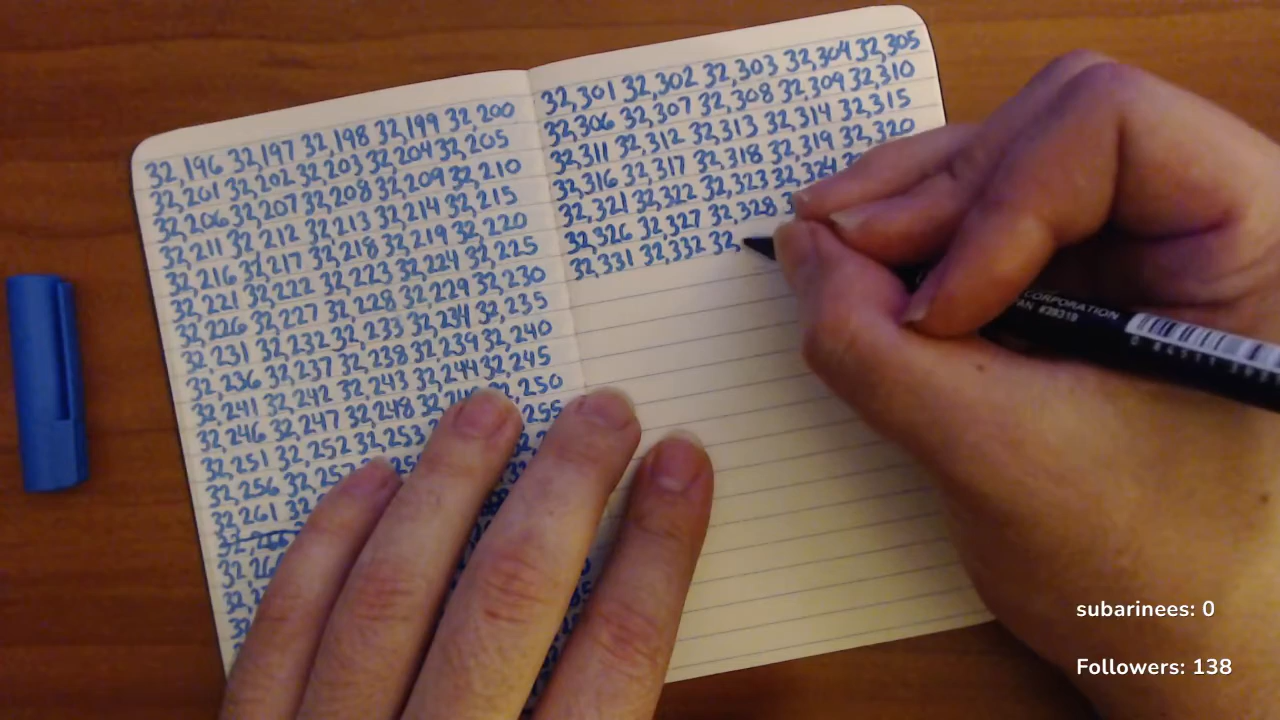 32,196 32,197 32,198 32,199 32,200
32,201 32,202 32,203 32,204 32,205
32,206 32,207 32,208 32,209 32,210
32,211 32,212 32,213 32,214 32,215
32,216 32,217 32,218 32,219 32,220
32,221 32,222 32,223 32,224 32,225
32,226 32,227 32,228 32,229 32,230
32,231 32,232 32,233 32,234 32,235
32,236 32,237 32,238 32,239 32,240
32,241 32,242 32,243 32,244 32,245
32,246 32,247 32,248 32,250
32,251 32,252 32,253
32,256 32,257
32,261
32,301 32,302 32,303 32,304 32,305
32,306 32,307 32,308 32,309 32,310
32,311 32,312 32,313 32,314 32,315
32,316 32,317 32,318 32,319 32,320
32,321 32,322 32,323 32,324
32,326 32,327 32,328
32,331 32,332 32,
CORPORATION
subarinees: 0
Followers: 138